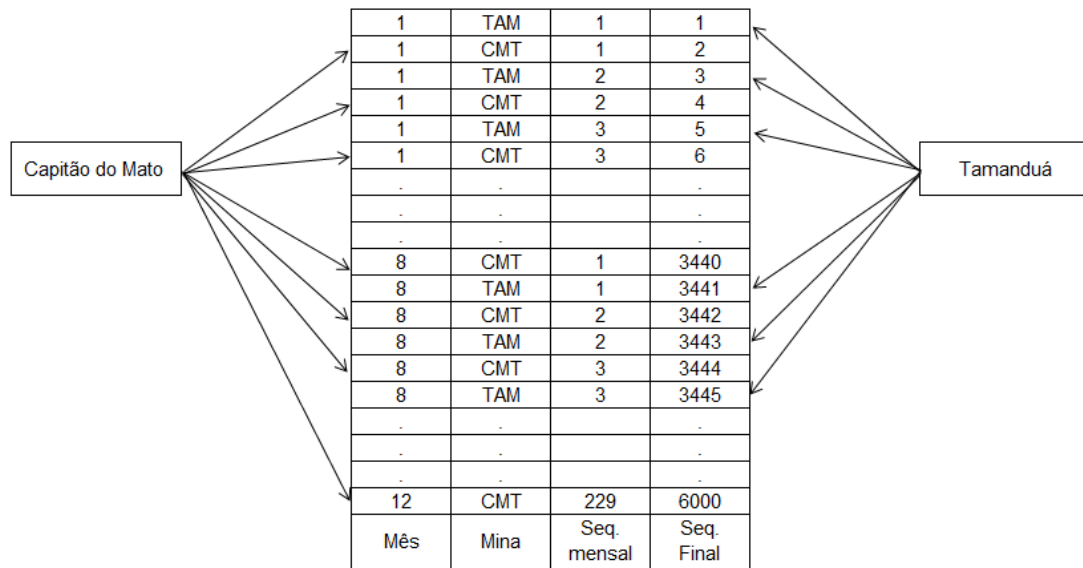 1 TAM 1 1
1 CMT 1 2
1 TAM 2 3
1 CMT 2 4
1 TAM 3 5
1 CMT 3 6
. . .
. . .
. . .
8 CMT 1 3440
8 TAM 1 3441
8 CMT 2 3442
8 TAM 2 3443
8 CMT 3 3444
8 TAM 3 3445
. . .
. . .
. . .
12 CMT 229 6000
Mês Mina Seq. mensal Seq. Final
Capitão do Mato
Tamanduá